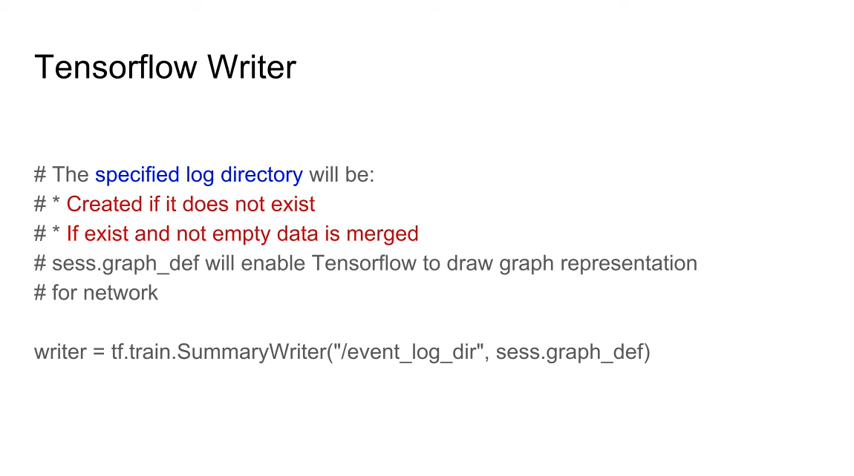 Tensorflow Writer
# The specified log directory will be:
# * Created if it does not exist
# * If exist and not empty data is merged
# sess.graph_def will enable Tensorflow to draw graph representation
# for network
writer = tf.train.SummaryWriter("/event_log_dir", sess.graph_def)